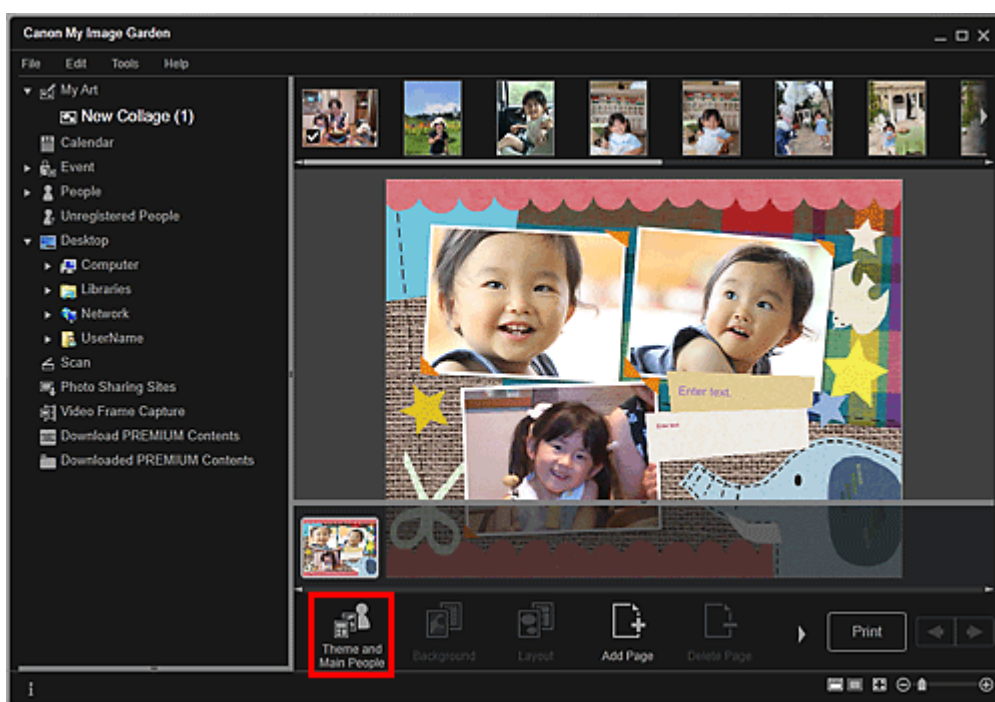 Canon My Image Garden
File Edit Tools Help
My Art
New Collage (1)
Calendar
Event
People
Unregistered People
Desktop
Computer
Libraries
Network
UserName
Scan
Photo Sharing Sites
Video Frame Capture
Download PREMIUM Contents
Downloaded PREMIUM Contents
Enter text.
Enter text.
Theme and
Main People
Background
Layout
Add Page
Delete Page
Print